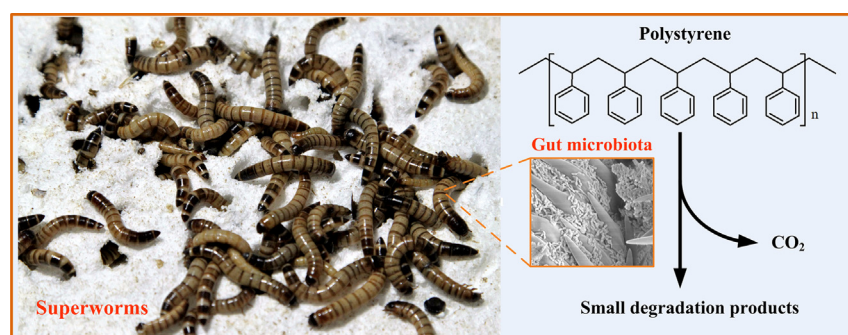 Polystyrene
n
Gut microbiota
CO₂
Superworms
Small degradation products